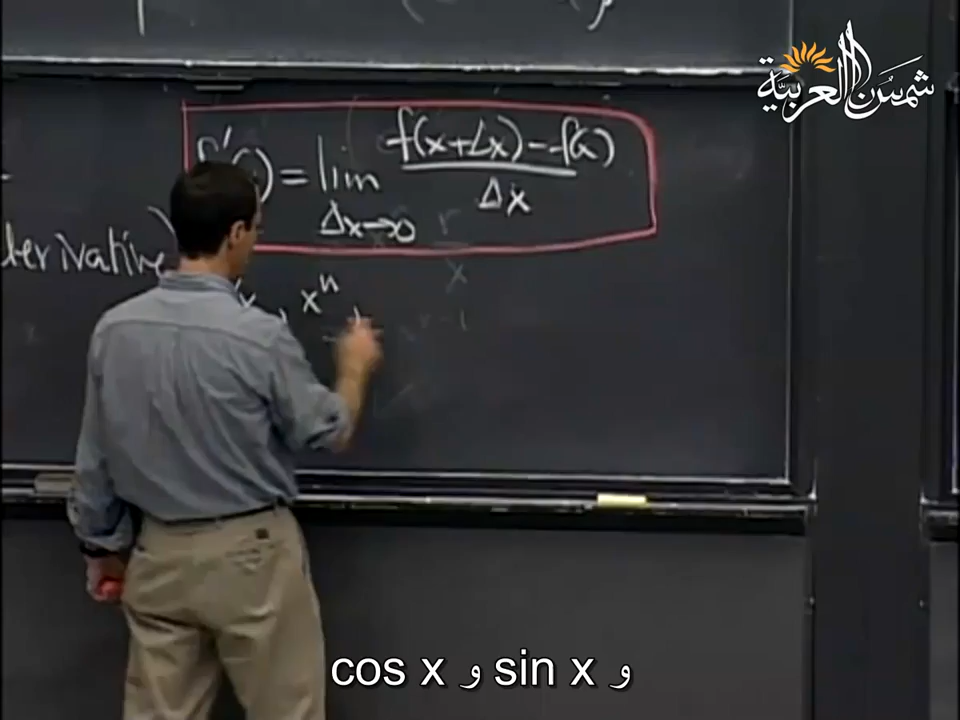 شمس العربية
f'(x) = lim f(x+Δx) - f(x)
Δx→0 Δx
derivative)
x^n
و sin x و cos x